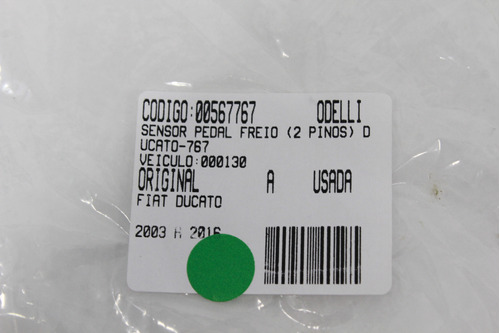 CODIGO:00567767 ODELLI
SENSOR PEDAL FREIO (2 PINOS) D
UCATO-767
VEICULO:000130
ORIGINAL A USADA
FIAT DUCATO
2003 A 2016